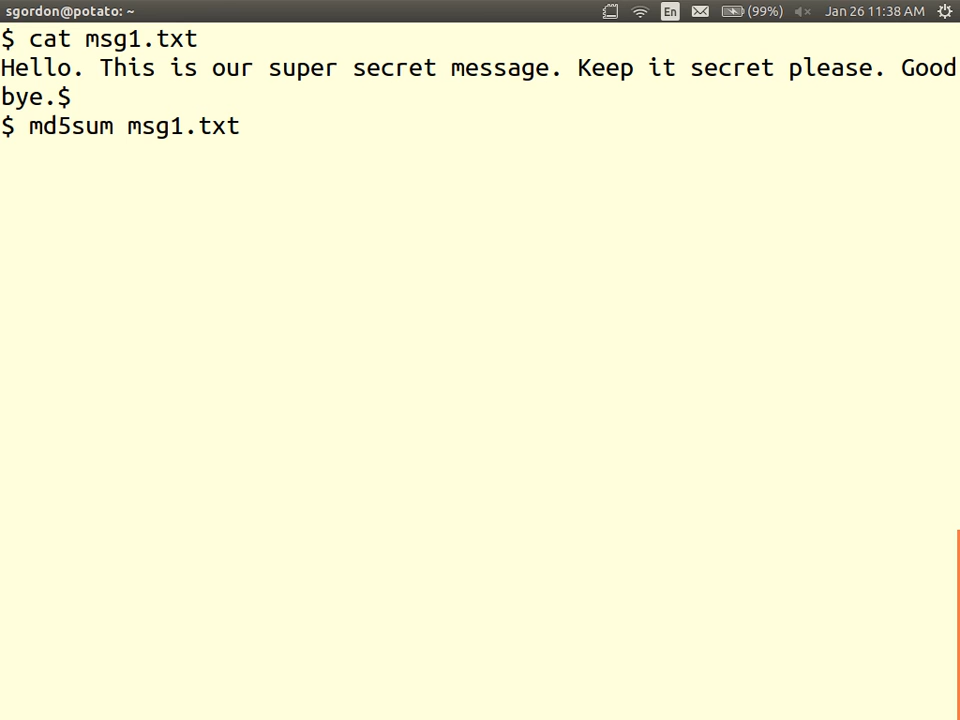 sgordon@potato: ~
En (99%) Jan 26 11:38 AM
$ cat msg1.txt
Hello. This is our super secret message. Keep it secret please. Good
bye.$
$ md5sum msg1.txt